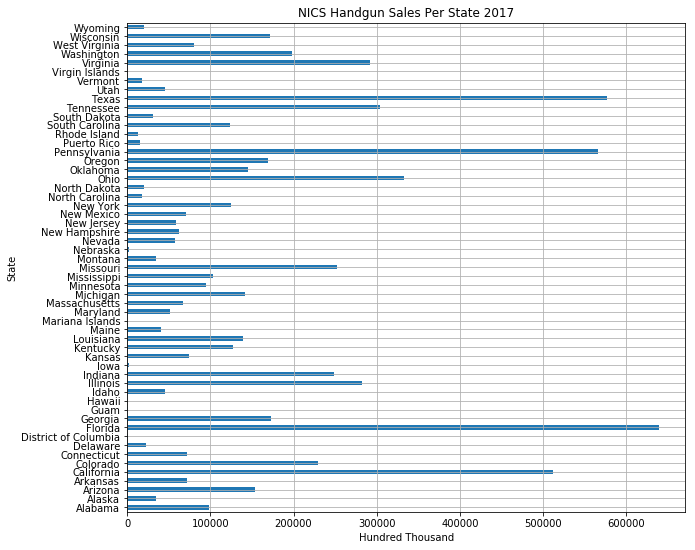 NICS Handgun Sales Per State 2017
Wyoming
Wisconsin
West Virginia
Washington
Virginia
Virgin Islands
Vermont
Utah
Texas
Tennessee
South Dakota
South Carolina
Rhode Island
Puerto Rico
Pennsylvania
Oregon
Oklahoma
Ohio
North Dakota
North Carolina
New York
New Mexico
New Jersey
New Hampshire
Nevada
Nebraska
Montana
Missouri
Mississippi
Minnesota
Michigan
Massachusetts
Maryland
Mariana Islands
Maine
Louisiana
Kentucky
Kansas
Iowa
Indiana
Illinois
Idaho
Hawaii
Guam
Georgia
Florida
District of Columbia
Delaware
Connecticut
Colorado
California
Arkansas
Arizona
Alaska
Alabama
State
0 100000 200000 300000 400000 500000 600000
Hundred Thousand